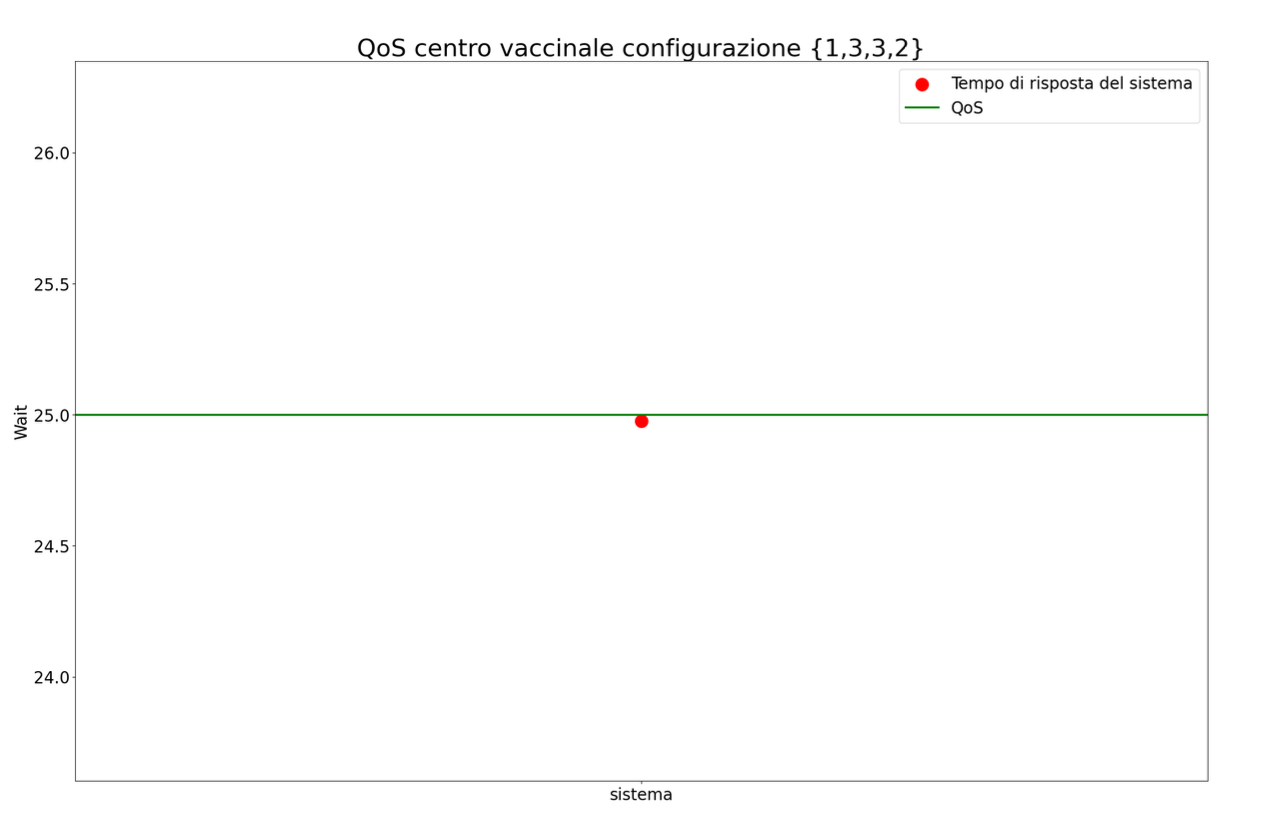 QoS centro vaccinale configurazione {1,3,3,2}
Tempo di risposta del sistema
QoS
26.0
25.5
25.0
24.5
24.0
Wait
sistema